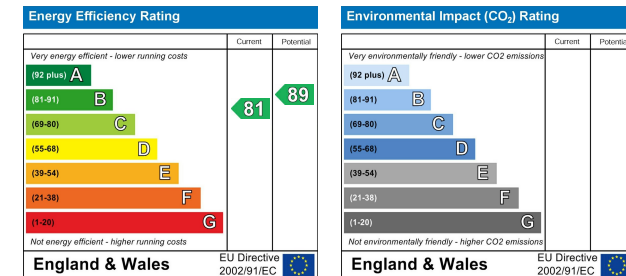 Energy Efficiency Rating
Current Potential
Very energy efficient - lower running costs
(92 plus) A
(81-91) B
(69-80) C
(55-68) D
(39-54) E
(21-38) F
(1-20) G
81
89
Not energy efficient - higher running costs
England & Wales
EU Directive
2002/91/EC
Environmental Impact (CO2) Rating
Current Potentia
Very environmentally friendly - lower CO2 emissions
(92 plus) A
(81-91) B
(69-80) C
(55-68) D
(39-54) E
(21-38) F
(1-20) G
Not environmentally friendly - higher CO2 emissions
England & Wales
EU Directive
2002/91/EC